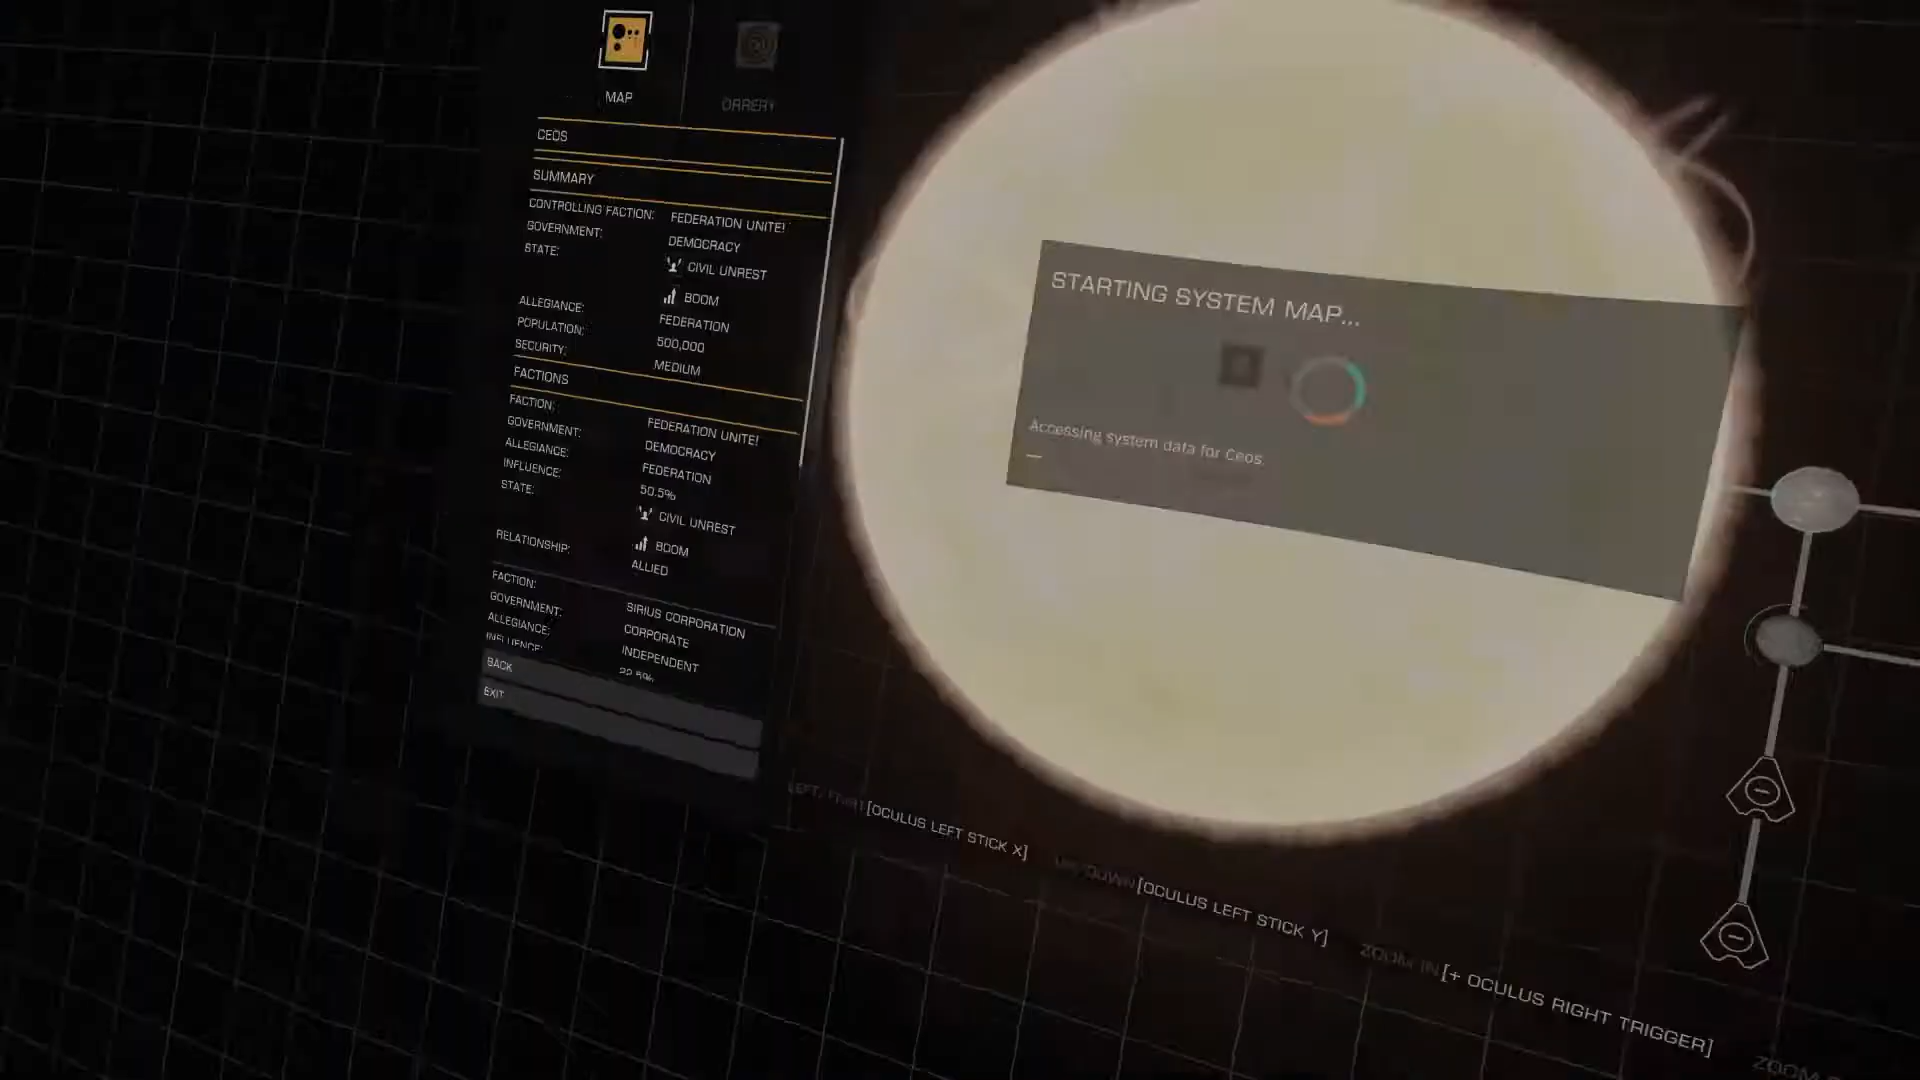 MAP
ORRERY
CEOS
SUMMARY
CONTROLLING FACTION: FEDERATION UNITE!
GOVERNMENT: DEMOCRACY
STATE: CIVIL UNREST
BOOM
ALLEGIANCE: FEDERATION
POPULATION: 500,000
SECURITY: MEDIUM
FACTIONS
FACTION: FEDERATION UNITE!
GOVERNMENT: DEMOCRACY
ALLEGIANCE: FEDERATION
INFLUENCE: 50.5%
STATE: CIVIL UNREST
BOOM
RELATIONSHIP: ALLIED
FACTION: SIRIUS CORPORATION
GOVERNMENT: CORPORATE
ALLEGIANCE: INDEPENDENT
INFLUENCE:
BACK
EXIT
STARTING SYSTEM MAP...
Accessing system data for Ceos.
[OCULUS LEFT STICK X]
[OCULUS LEFT STICK Y]
ZOOM IN [+ OCULUS RIGHT TRIGGER]
ZOOM